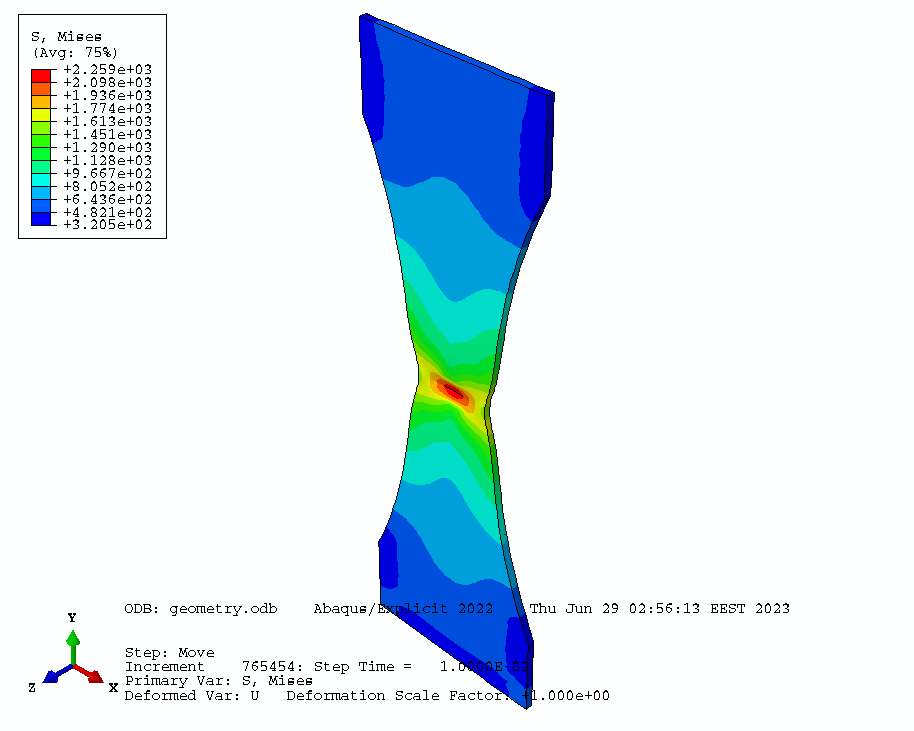 S, Mises
(Avg: 75%)
+2.259e+03
+2.098e+03
+1.936e+03
+1.774e+03
+1.613e+03
+1.451e+03
+1.290e+03
+1.128e+03
+9.667e+02
+8.052e+02
+6.436e+02
+4.821e+02
+3.205e+02
ODB: geometry.odb    Abaqus/Explicit 2022    Thu Jun 29 02:56:13 EEST 2023
Y
Z
X
Step: Move
Increment    765454: Step Time =    1.0000E-02
Primary Var: S, Mises
Deformed Var: U   Deformation Scale Factor: +1.000e+00